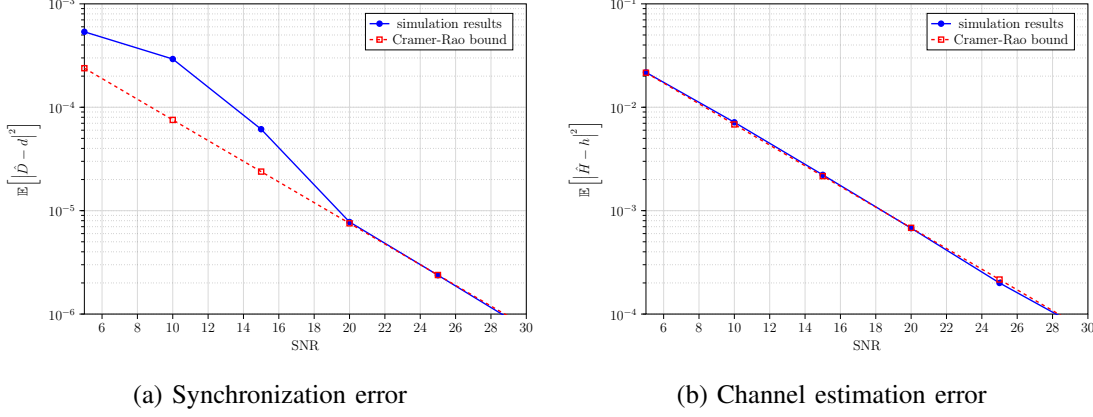 10⁻³
10⁻⁴
10⁻⁵
10⁻⁶
𝔼[|D̂ − d|²]
simulation results
Cramer-Rao bound
6 8 10 12 14 16 18 20 22 24 26 28 30
SNR
(a) Synchronization error
10⁻¹
10⁻²
10⁻³
10⁻⁴
𝔼[|Ĥ − h|²]
simulation results
Cramer-Rao bound
6 8 10 12 14 16 18 20 22 24 26 28 30
SNR
(b) Channel estimation error